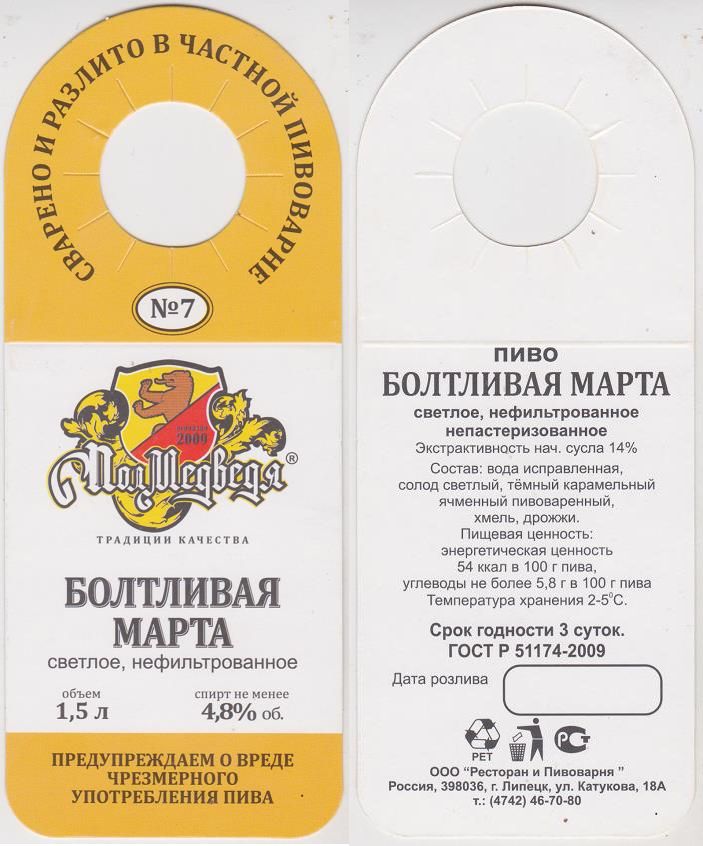 СВАРЕНО И РАЗЛИТО В ЧАСТНОЙ ПИВОВАРНЕ
№7
ОСНОВАНА
2009
ПолМедведя®
ТРАДИЦИИ КАЧЕСТВА
БОЛТЛИВАЯ
МАРТА
светлое, нефильтрованное
объем
1,5 л
спирт не менее
4,8% об.
ПРЕДУПРЕЖДАЕМ О ВРЕДЕ
ЧРЕЗМЕРНОГО
УПОТРЕБЛЕНИЯ ПИВА
ПИВО
БОЛТЛИВАЯ МАРТА
светлое, нефильтрованное
непастеризованное
Экстрактивность нач. сусла 14%
Состав: вода исправленная,
солод светлый, тёмный карамельный
ячменный пивоваренный,
хмель, дрожжи.
Пищевая ценность:
энергетическая ценность
54 ккал в 100 г пива,
углеводы не более 5,8 г в 100 г пива
Температура хранения 2-5⁰С.
Срок годности 3 суток.
ГОСТ Р 51174-2009
Дата розлива
PET
РСТ
ООО “Ресторан и Пивоварня ”
Россия, 398036, г. Липецк, ул. Катукова, 18А
т.: (4742) 46-70-80